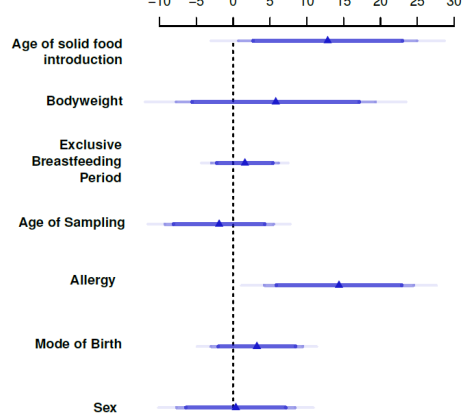 −10 −5 0 5 10 15 20 25 30
Age of solid food
introduction
Bodyweight
Exclusive
Breastfeeding
Period
Age of Sampling
Allergy
Mode of Birth
Sex